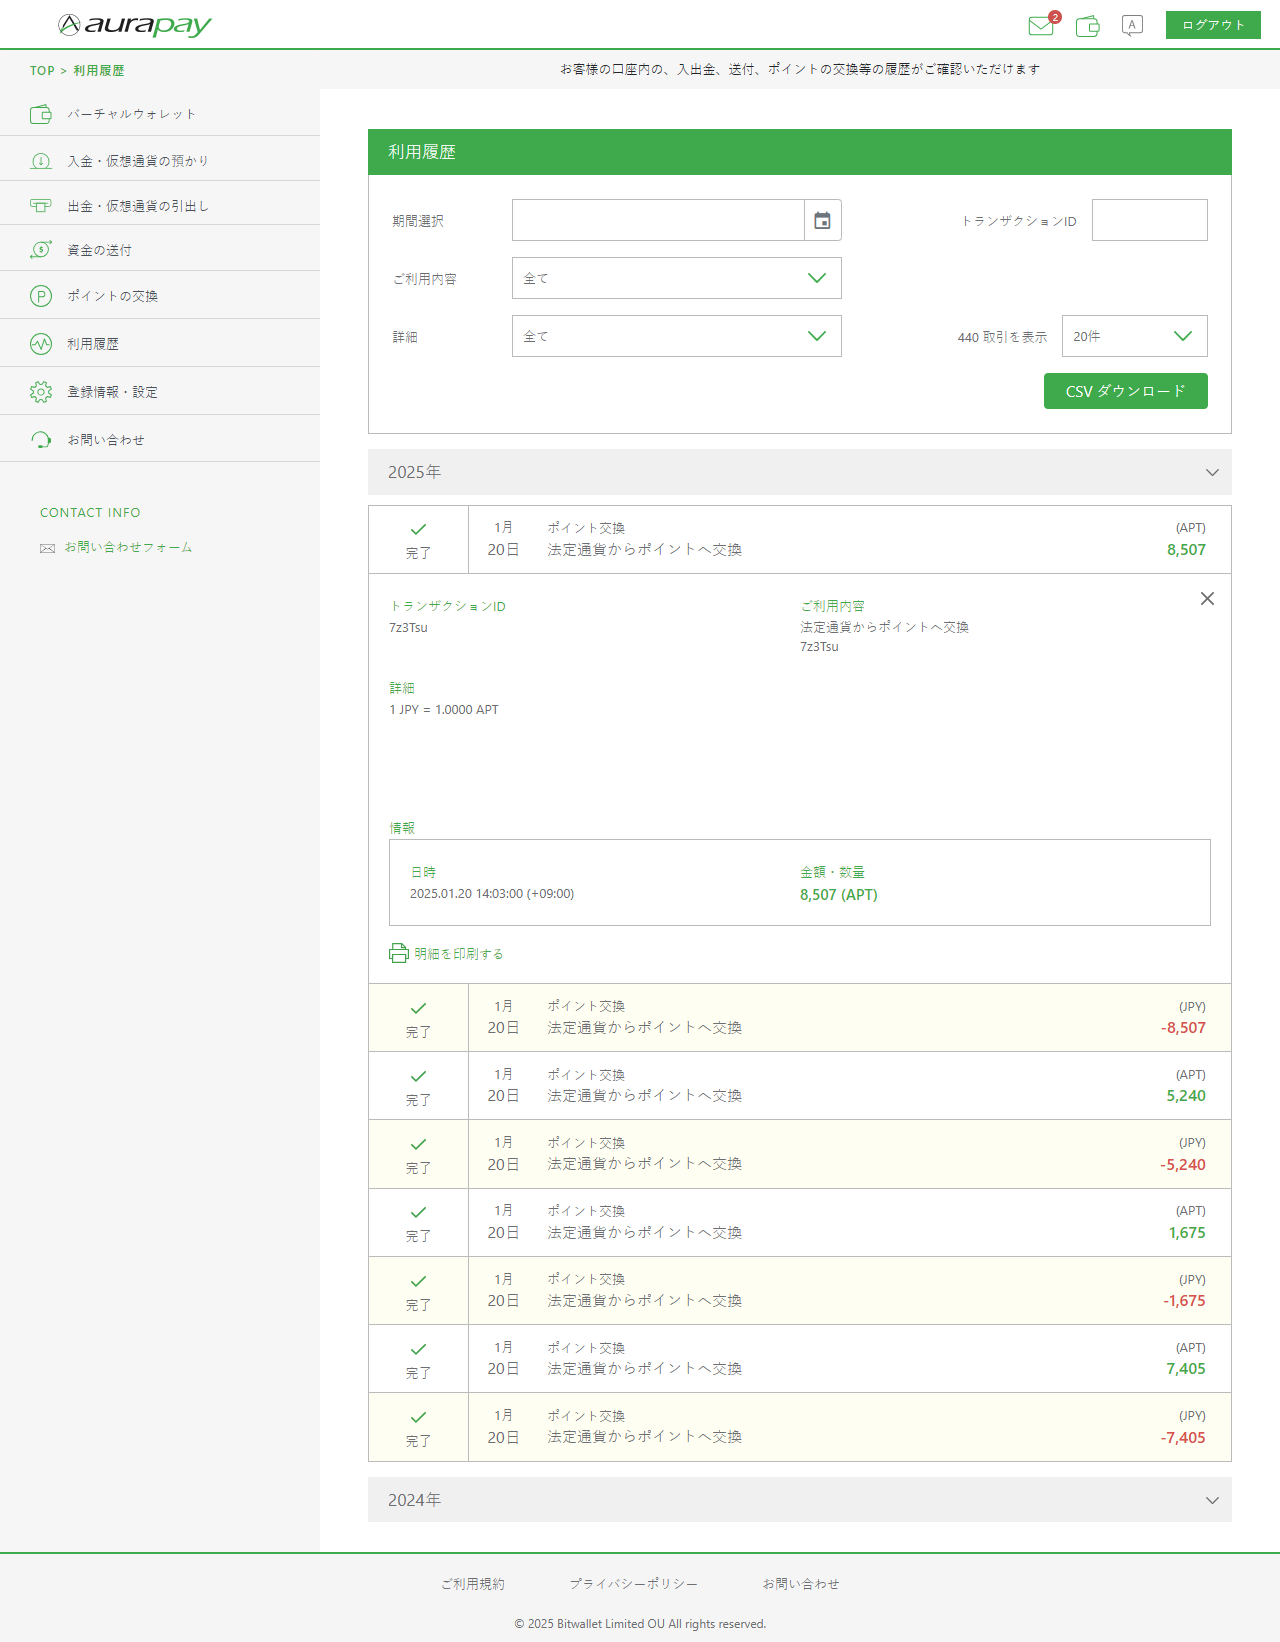 aurapay
2
A
ログアウト
TOP > 利用履歴
お客様の口座内の、入出金、送付、ポイントの交換等の履歴がご確認いただけます
バーチャルウォレット
入金・仮想通貨の預かり
出金・仮想通貨の引出し
資金の送付
ポイントの交換
利用履歴
登録情報・設定
お問い合わせ
CONTACT INFO
お問い合わせフォーム
利用履歴
期間選択
トランザクションID
ご利用内容
全て
詳細
全て
440 取引を表示
20件
CSV ダウンロード
2025年
完了
1月
20日
ポイント交換
法定通貨からポイントへ交換
(APT)
8,507
トランザクションID
7z3Tsu
ご利用内容
法定通貨からポイントへ交換
7z3Tsu
詳細
1 JPY = 1.0000 APT
情報
日時
2025.01.20 14:03:00 (+09:00)
金額・数量
8,507 (APT)
明細を印刷する
完了
1月
20日
ポイント交換
法定通貨からポイントへ交換
(JPY)
-8,507
完了
1月
20日
ポイント交換
法定通貨からポイントへ交換
(APT)
5,240
完了
1月
20日
ポイント交換
法定通貨からポイントへ交換
(JPY)
-5,240
完了
1月
20日
ポイント交換
法定通貨からポイントへ交換
(APT)
1,675
完了
1月
20日
ポイント交換
法定通貨からポイントへ交換
(JPY)
-1,675
完了
1月
20日
ポイント交換
法定通貨からポイントへ交換
(APT)
7,405
完了
1月
20日
ポイント交換
法定通貨からポイントへ交換
(JPY)
-7,405
2024年
ご利用規約
プライバシーポリシー
お問い合わせ
© 2025 Bitwallet Limited OU All rights reserved.